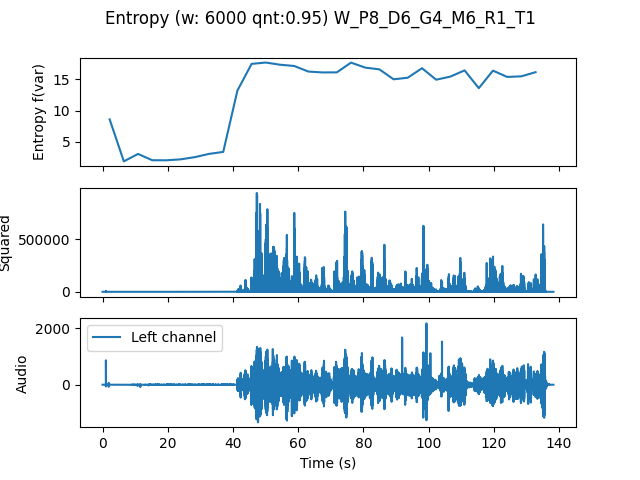 Entropy (w: 6000 qnt:0.95) W_P8_D6_G4_M6_R1_T1
Entropy f(var)
15
10
5
Squared
500000
0
Audio
2000
0
Left channel
0 20 40 60 80 100 120 140
Time (s)